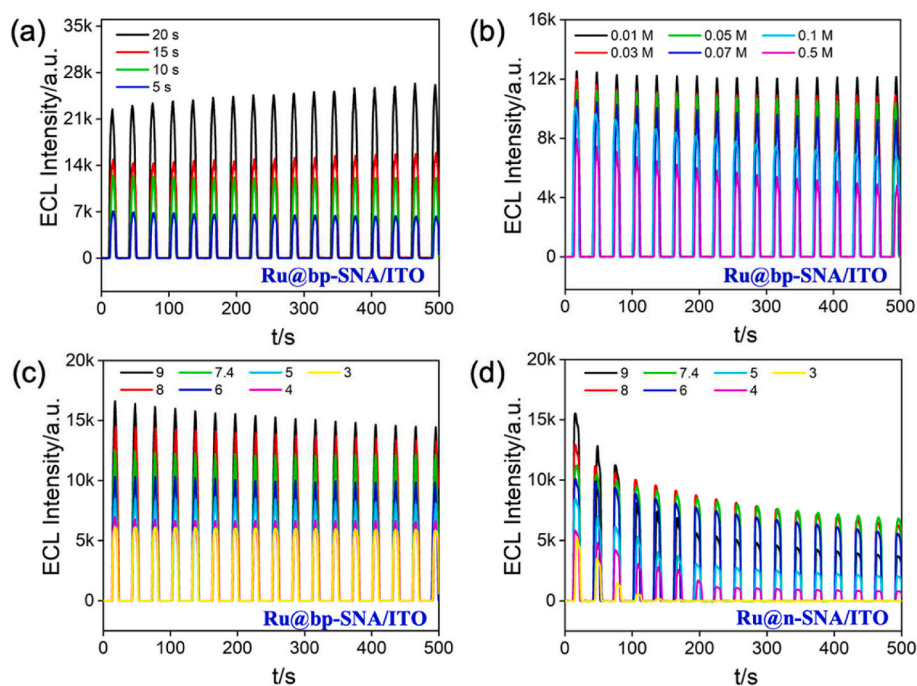 (a)
35k
28k
21k
14k
7k
0
ECL Intensity/a.u.
20 s
15 s
10 s
5 s
Ru@bp-SNA/ITO
0 100 200 300 400 500
t/s
(b)
16k
12k
8k
4k
0
ECL Intensity/a.u.
0.01 M 0.05 M 0.1 M
0.03 M 0.07 M 0.5 M
Ru@bp-SNA/ITO
0 100 200 300 400 500
t/s
(c)
20k
15k
10k
5k
0
ECL Intensity/a.u.
9 7.4 5 3
8 6 4
Ru@bp-SNA/ITO
0 100 200 300 400 500
t/s
(d)
20k
15k
10k
5k
0
ECL Intensity/a.u.
9 7.4 5 3
8 6 4
Ru@n-SNA/ITO
0 100 200 300 400 500
t/s